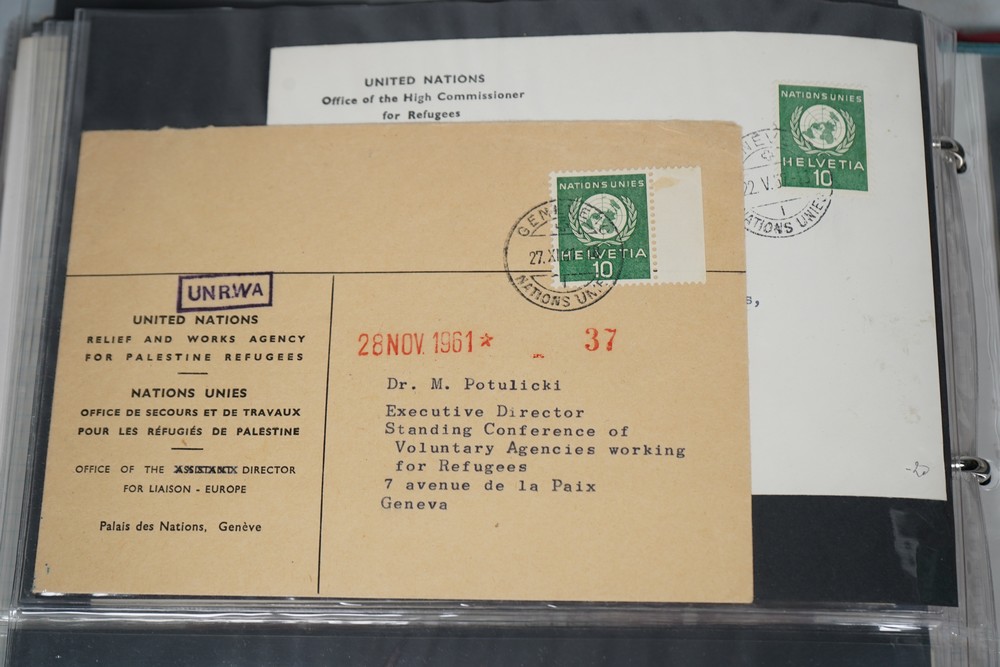 UNITED NATIONS
Office of the High Commissioner
for Refugees
NATIONS UNIES
HELVETIA
10
22. V.
NATIONS UNIES
s,
-20
NATIONS UNIES
HELVETIA
10
27. XI
NATIONS UNIES
UNRWA
UNITED NATIONS
RELIEF AND WORKS AGENCY
FOR PALESTINE REFUGEES
NATIONS UNIES
OFFICE DE SECOURS ET DE TRAVAUX
POUR LES RÉFUGIÉS DE PALESTINE
OFFICE OF THE DIRECTOR
FOR LIAISON - EUROPE
Palais des Nations, Genève
28 NOV. 1961 * 37
Dr. M. Potulicki
Executive Director
Standing Conference of
Voluntary Agencies working
for Refugees
7 avenue de la Paix
Geneva